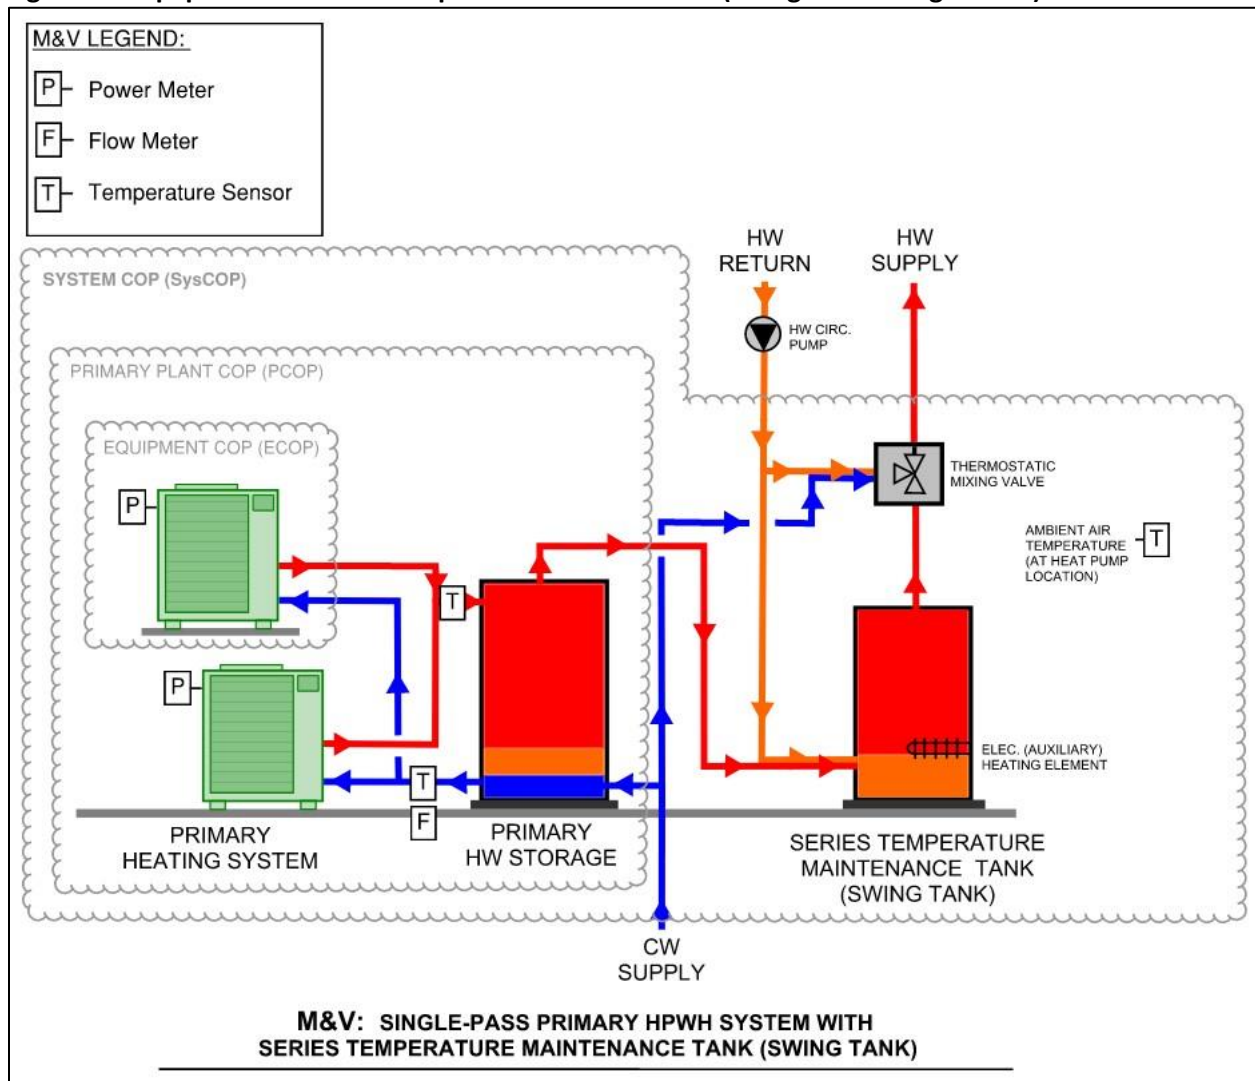 M&V LEGEND:
P Power Meter
F Flow Meter
T Temperature Sensor
HW
RETURN
HW
SUPPLY
SYSTEM COP (SysCOP)
HW CIRC.
PUMP
PRIMARY PLANT COP (PCOP)
EQUIPMENT COP (ECOP)
THERMOSTATIC
MIXING VALVE
P
AMBIENT AIR
TEMPERATURE
(AT HEAT PUMP
LOCATION)
T
T
P
ELEC. (AUXILIARY)
HEATING ELEMENT
T
F
PRIMARY
HEATING SYSTEM
PRIMARY
HW STORAGE
SERIES TEMPERATURE
MAINTENANCE TANK
(SWING TANK)
CW
SUPPLY
M&V: SINGLE-PASS PRIMARY HPWH SYSTEM WITH
SERIES TEMPERATURE MAINTENANCE TANK (SWING TANK)